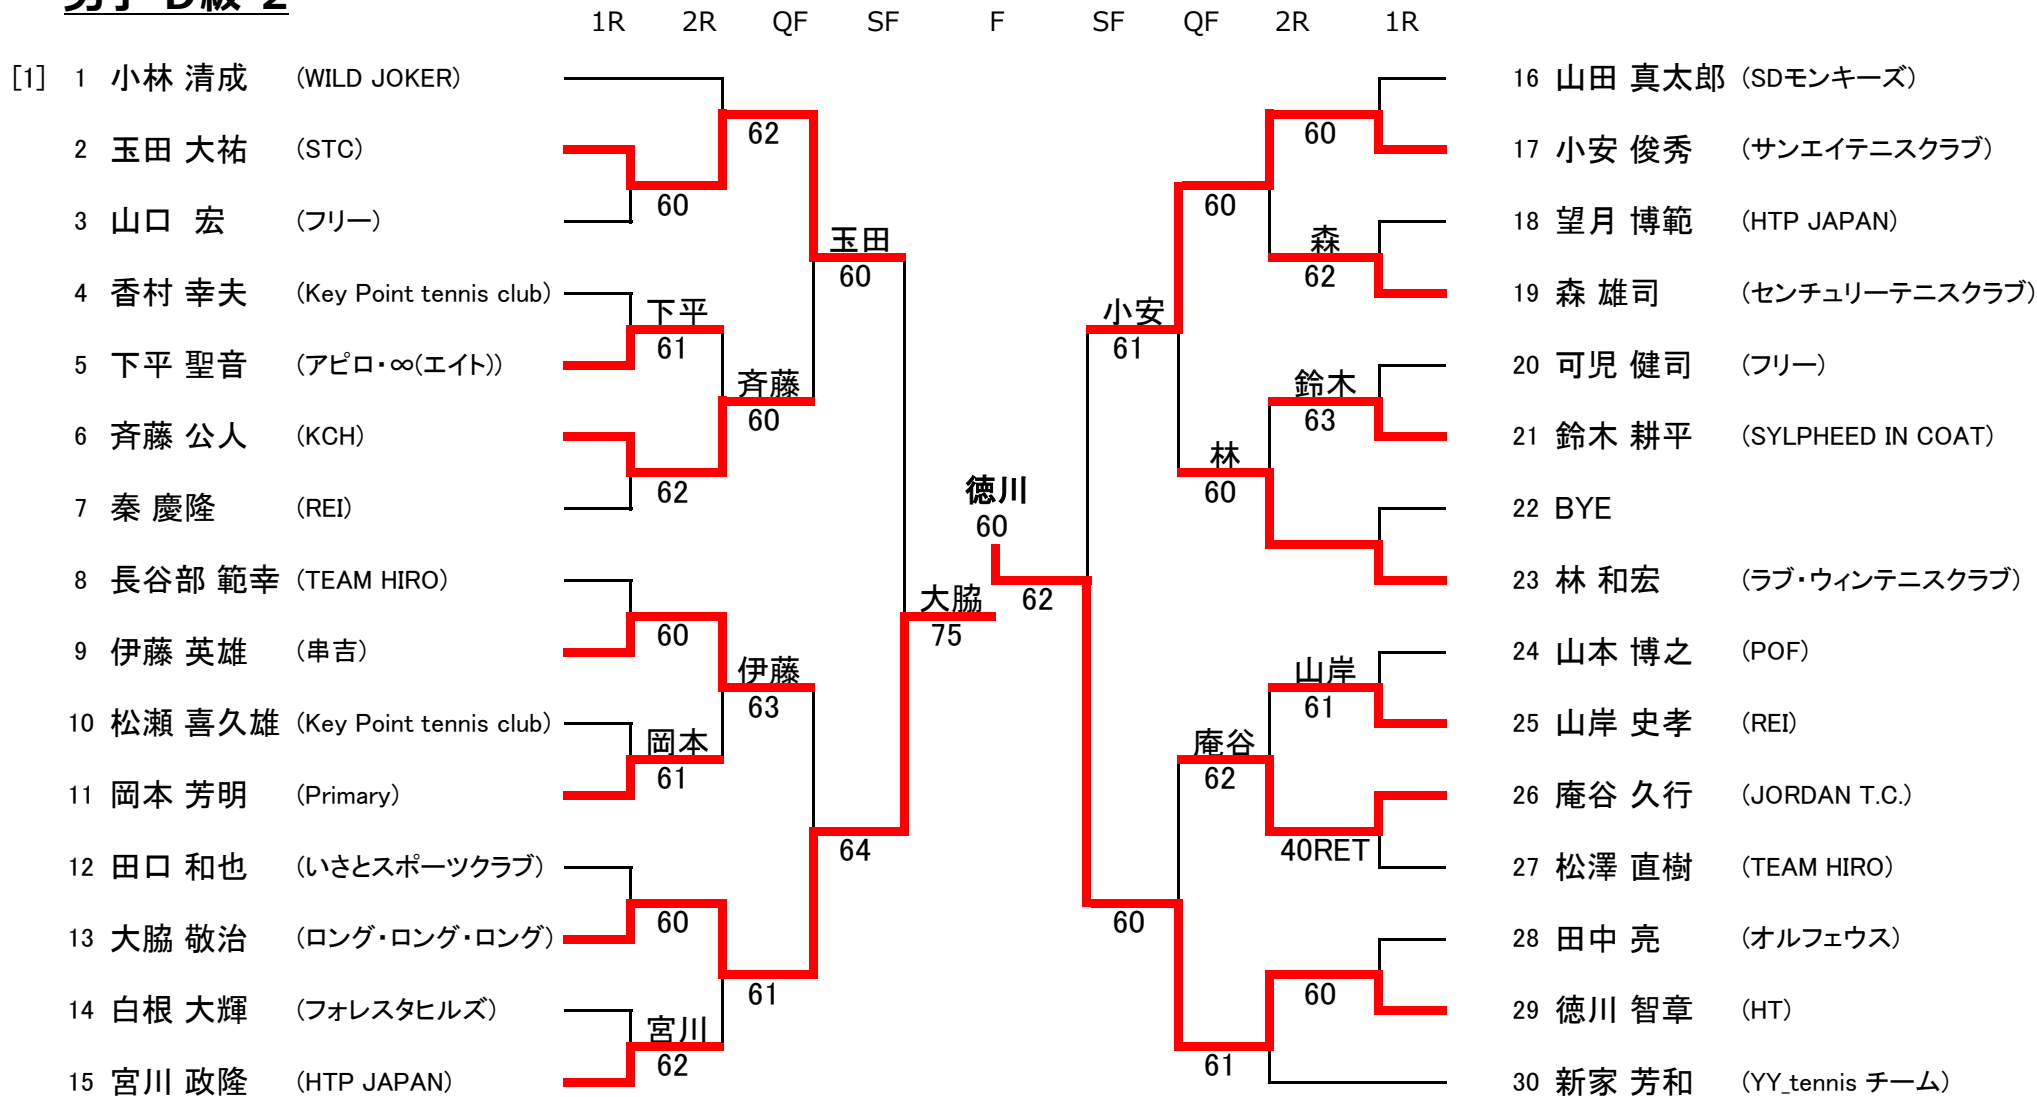 男子 D級 2
1R 2R QF SF F SF QF 2R 1R
[1] 1 小林 清成 (WILD JOKER)
2 玉田 大祐 (STC)
3 山口 宏 (フリー)
4 香村 幸夫 (Key Point tennis club)
5 下平 聖音 (アピロ・∞(エイト))
6 斉藤 公人 (KCH)
7 秦 慶隆 (REI)
8 長谷部 範幸 (TEAM HIRO)
9 伊藤 英雄 (串吉)
10 松瀬 喜久雄 (Key Point tennis club)
11 岡本 芳明 (Primary)
12 田口 和也 (いさとスポーツクラブ)
13 大脇 敬治 (ロング・ロング・ロング)
14 白根 大輝 (フォレスタヒルズ)
15 宮川 政隆 (HTP JAPAN)
60
下平
61
62
60
岡本
61
60
宮川
62
62
斉藤
60
伊藤
63
61
玉田
60
64
大脇
75
徳川
60
62
小安
61
60
60
林
60
庵谷
62
61
60
森
62
鈴木
63
山岸
61
40RET
60
16 山田 真太郎 (SDモンキーズ)
17 小安 俊秀 (サンエイテニスクラブ)
18 望月 博範 (HTP JAPAN)
19 森 雄司 (センチュリーテニスクラブ)
20 可児 健司 (フリー)
21 鈴木 耕平 (SYLPHEED IN COAT)
22 BYE
23 林 和宏 (ラブ・ウィンテニスクラブ)
24 山本 博之 (POF)
25 山岸 史孝 (REI)
26 庵谷 久行 (JORDAN T.C.)
27 松澤 直樹 (TEAM HIRO)
28 田中 亮 (オルフェウス)
29 徳川 智章 (HT)
30 新家 芳和 (YY_tennis チーム)